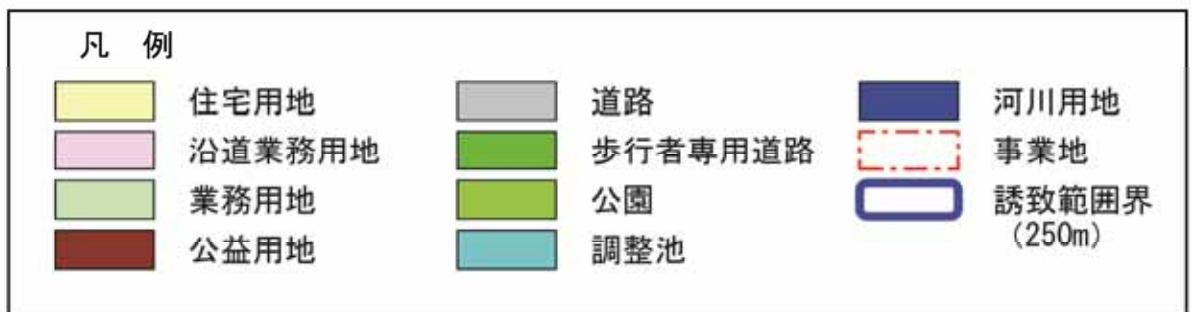 凡 例
住宅用地
沿道業務用地
業務用地
公益用地
道路
歩行者専用道路
公園
調整池
河川用地
事業地
誘致範囲界
（250m）